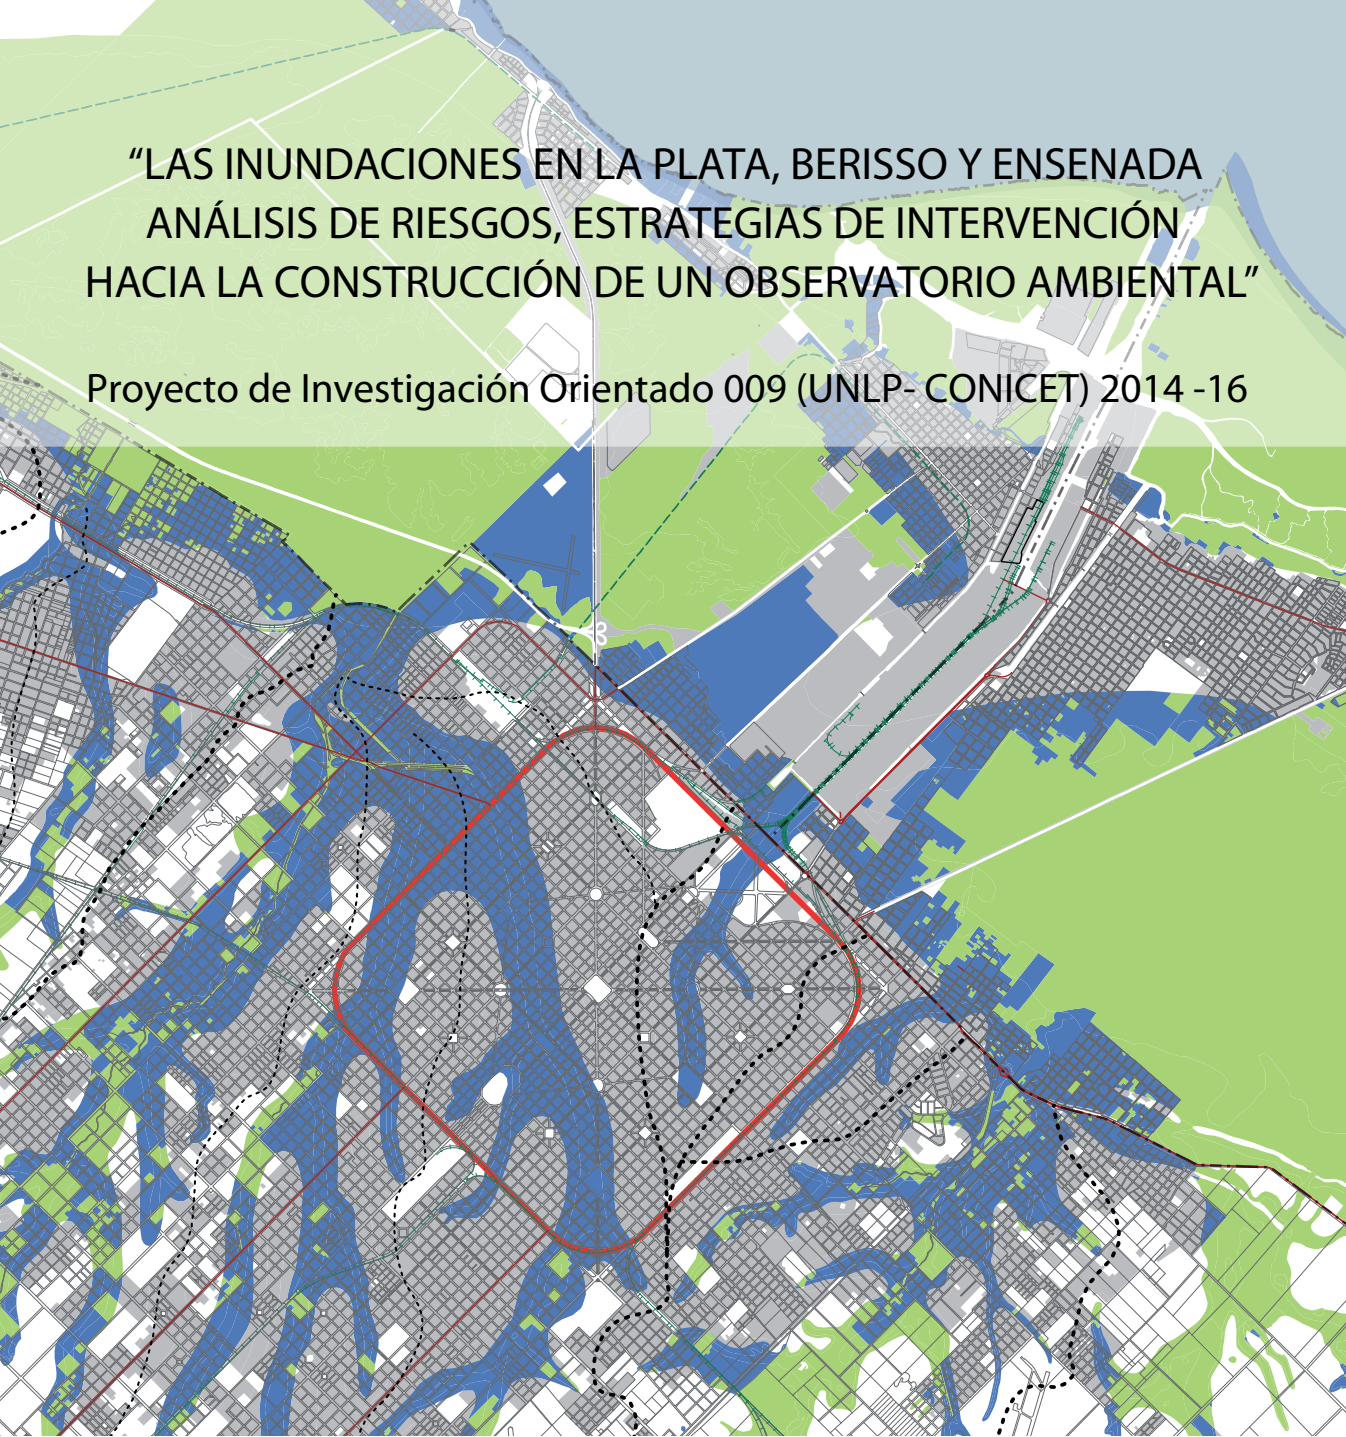 “LAS INUNDACIONES EN LA PLATA, BERISSO Y ENSENADA
ANÁLISIS DE RIESGOS, ESTRATEGIAS DE INTERVENCIÓN
HACIA LA CONSTRUCCIÓN DE UN OBSERVATORIO AMBIENTAL”
Proyecto de Investigación Orientado 009 (UNLP- CONICET) 2014 -16